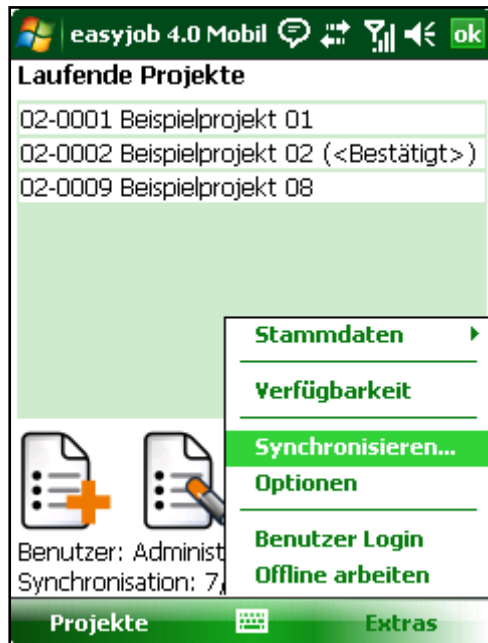 easyjob 4.0 Mobil ok
Laufende Projekte
02-0001 Beispielprojekt 01
02-0002 Beispielprojekt 02 (<Bestätigt>)
02-0009 Beispielprojekt 08
Stammdaten
Verfügbarkeit
Synchronisieren...
Optionen
Benutzer Login
Offline arbeiten
Benutzer: Administ
Synchronisation: 7,
Projekte Extras